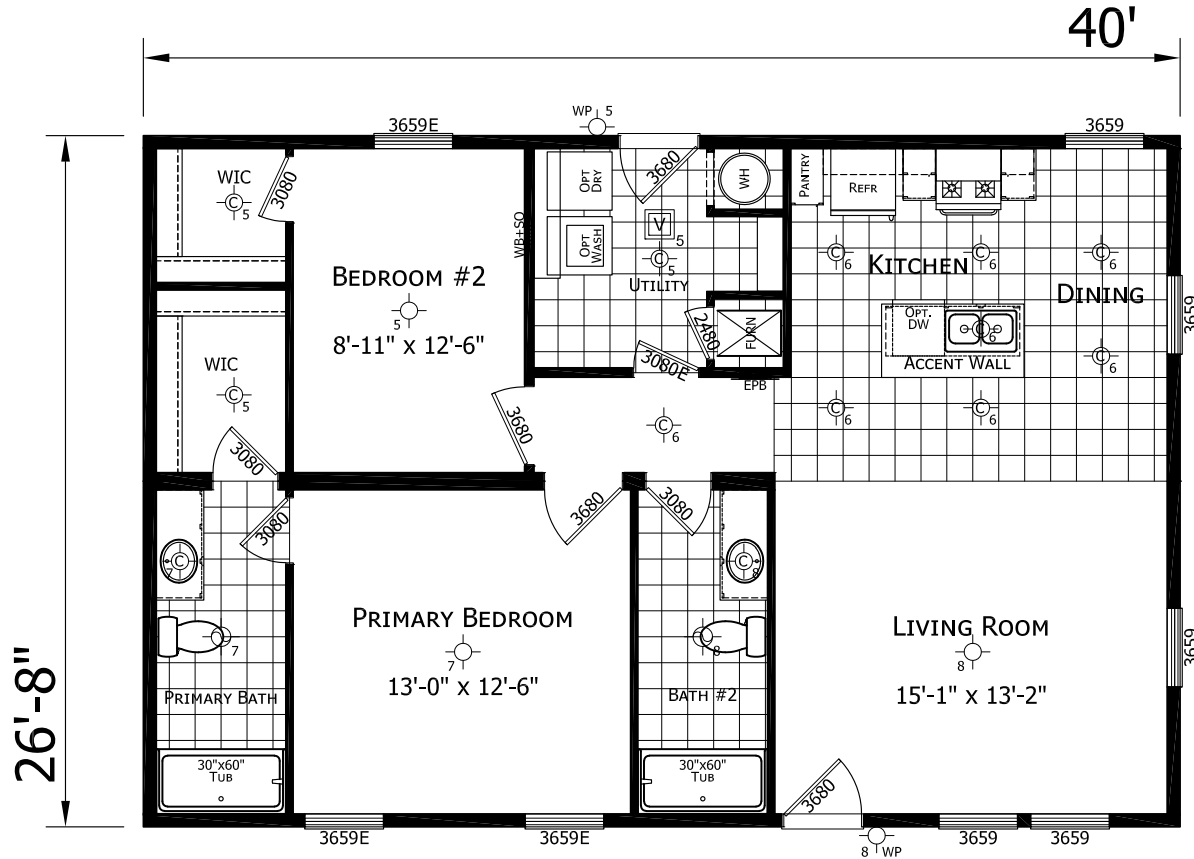 40'
26'-8"
3659E
WP 5
3680
3659
WIC
C 5
3080
OPT DRY
WH
PANTRY
REFR
WB+SO
OPT WASH
V 5
C 5
UTILITY
BEDROOM #2
5
8'-11" x 12'-6"
C 6
C 6
C 6
KITCHEN
DINING
3659
OPT. DW
C 6
ACCENT WALL
C 6
2480
FURN
3080E
EPB
WIC
C 5
3080
3680
C 6
C 6
C 6
3080
3680
3080
C 7
C 8
7
8
PRIMARY BEDROOM
7
13'-0" x 12'-6"
LIVING ROOM
8
15'-1" x 13'-2"
3659
PRIMARY BATH
BATH #2
30"x60"
TUB
30"x60"
TUB
3680
3659E
3659E
8 WP
3659
3659